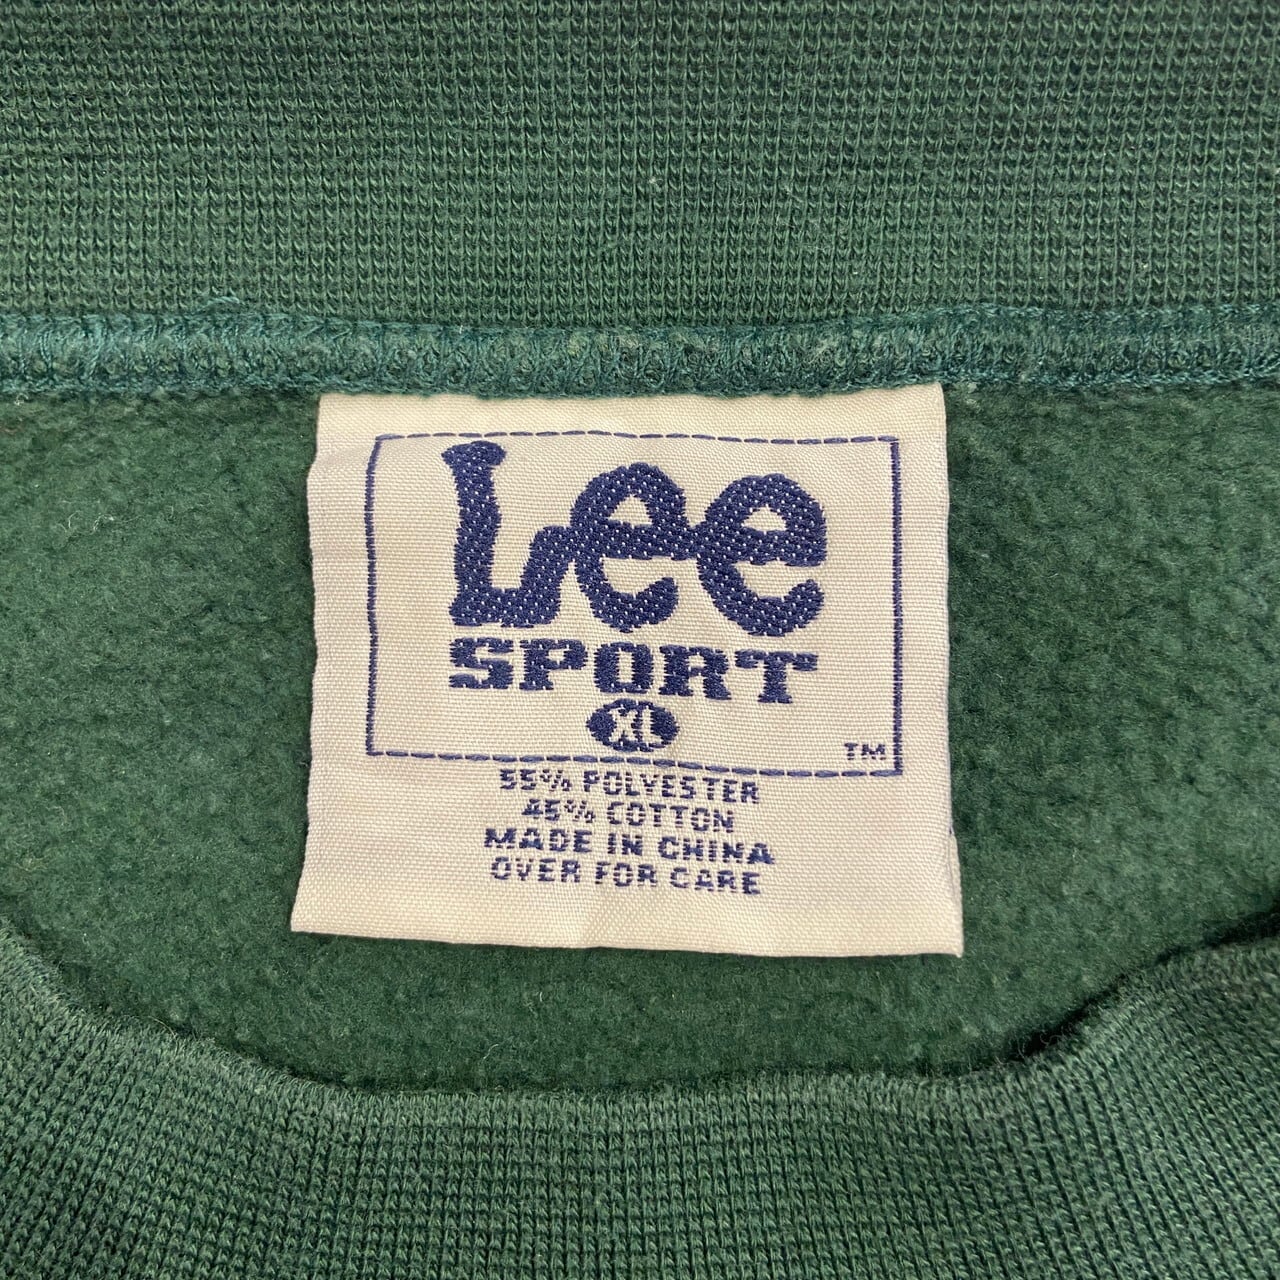 Lee
SPORT
XL
TM
55% POLYESTER
45% COTTON
MADE IN CHINA
OVER FOR CARE